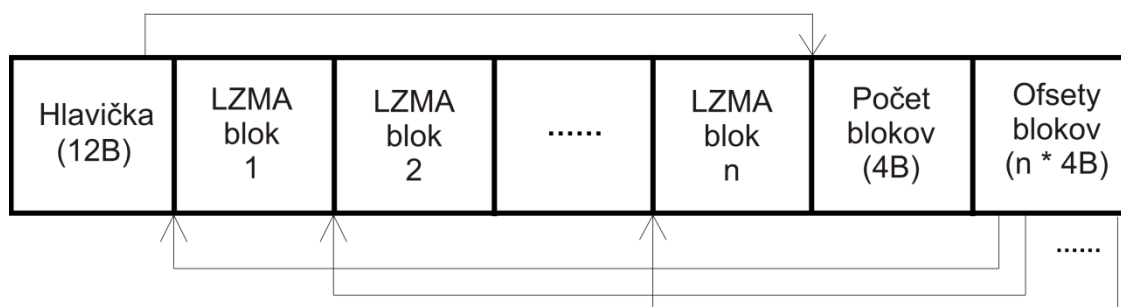 Hlavička
(12B)
LZMA
blok
1
LZMA
blok
2
......
LZMA
blok
n
Počet
blokov
(4B)
Ofsety
blokov
(n * 4B)
......